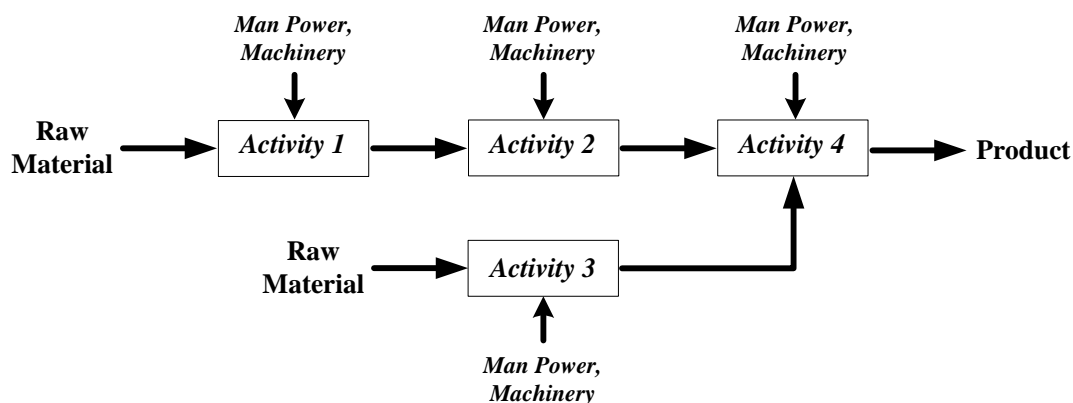 Man Power,
Machinery
Man Power,
Machinery
Man Power,
Machinery
Raw
Material
Activity 1
Activity 2
Activity 4
Product
Raw
Material
Activity 3
Man Power,
Machinery